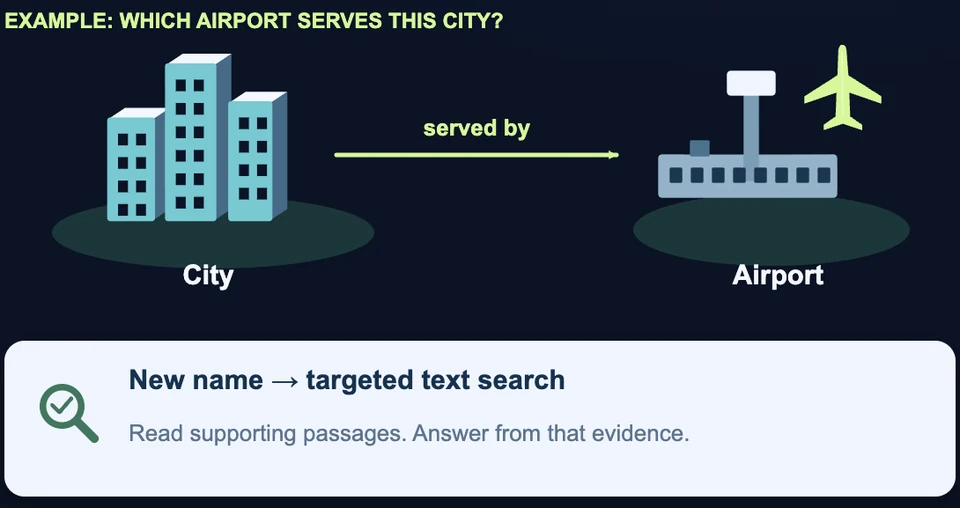 EXAMPLE: WHICH AIRPORT SERVES THIS CITY?
served by
City
Airport
New name → targeted text search
Read supporting passages. Answer from that evidence.